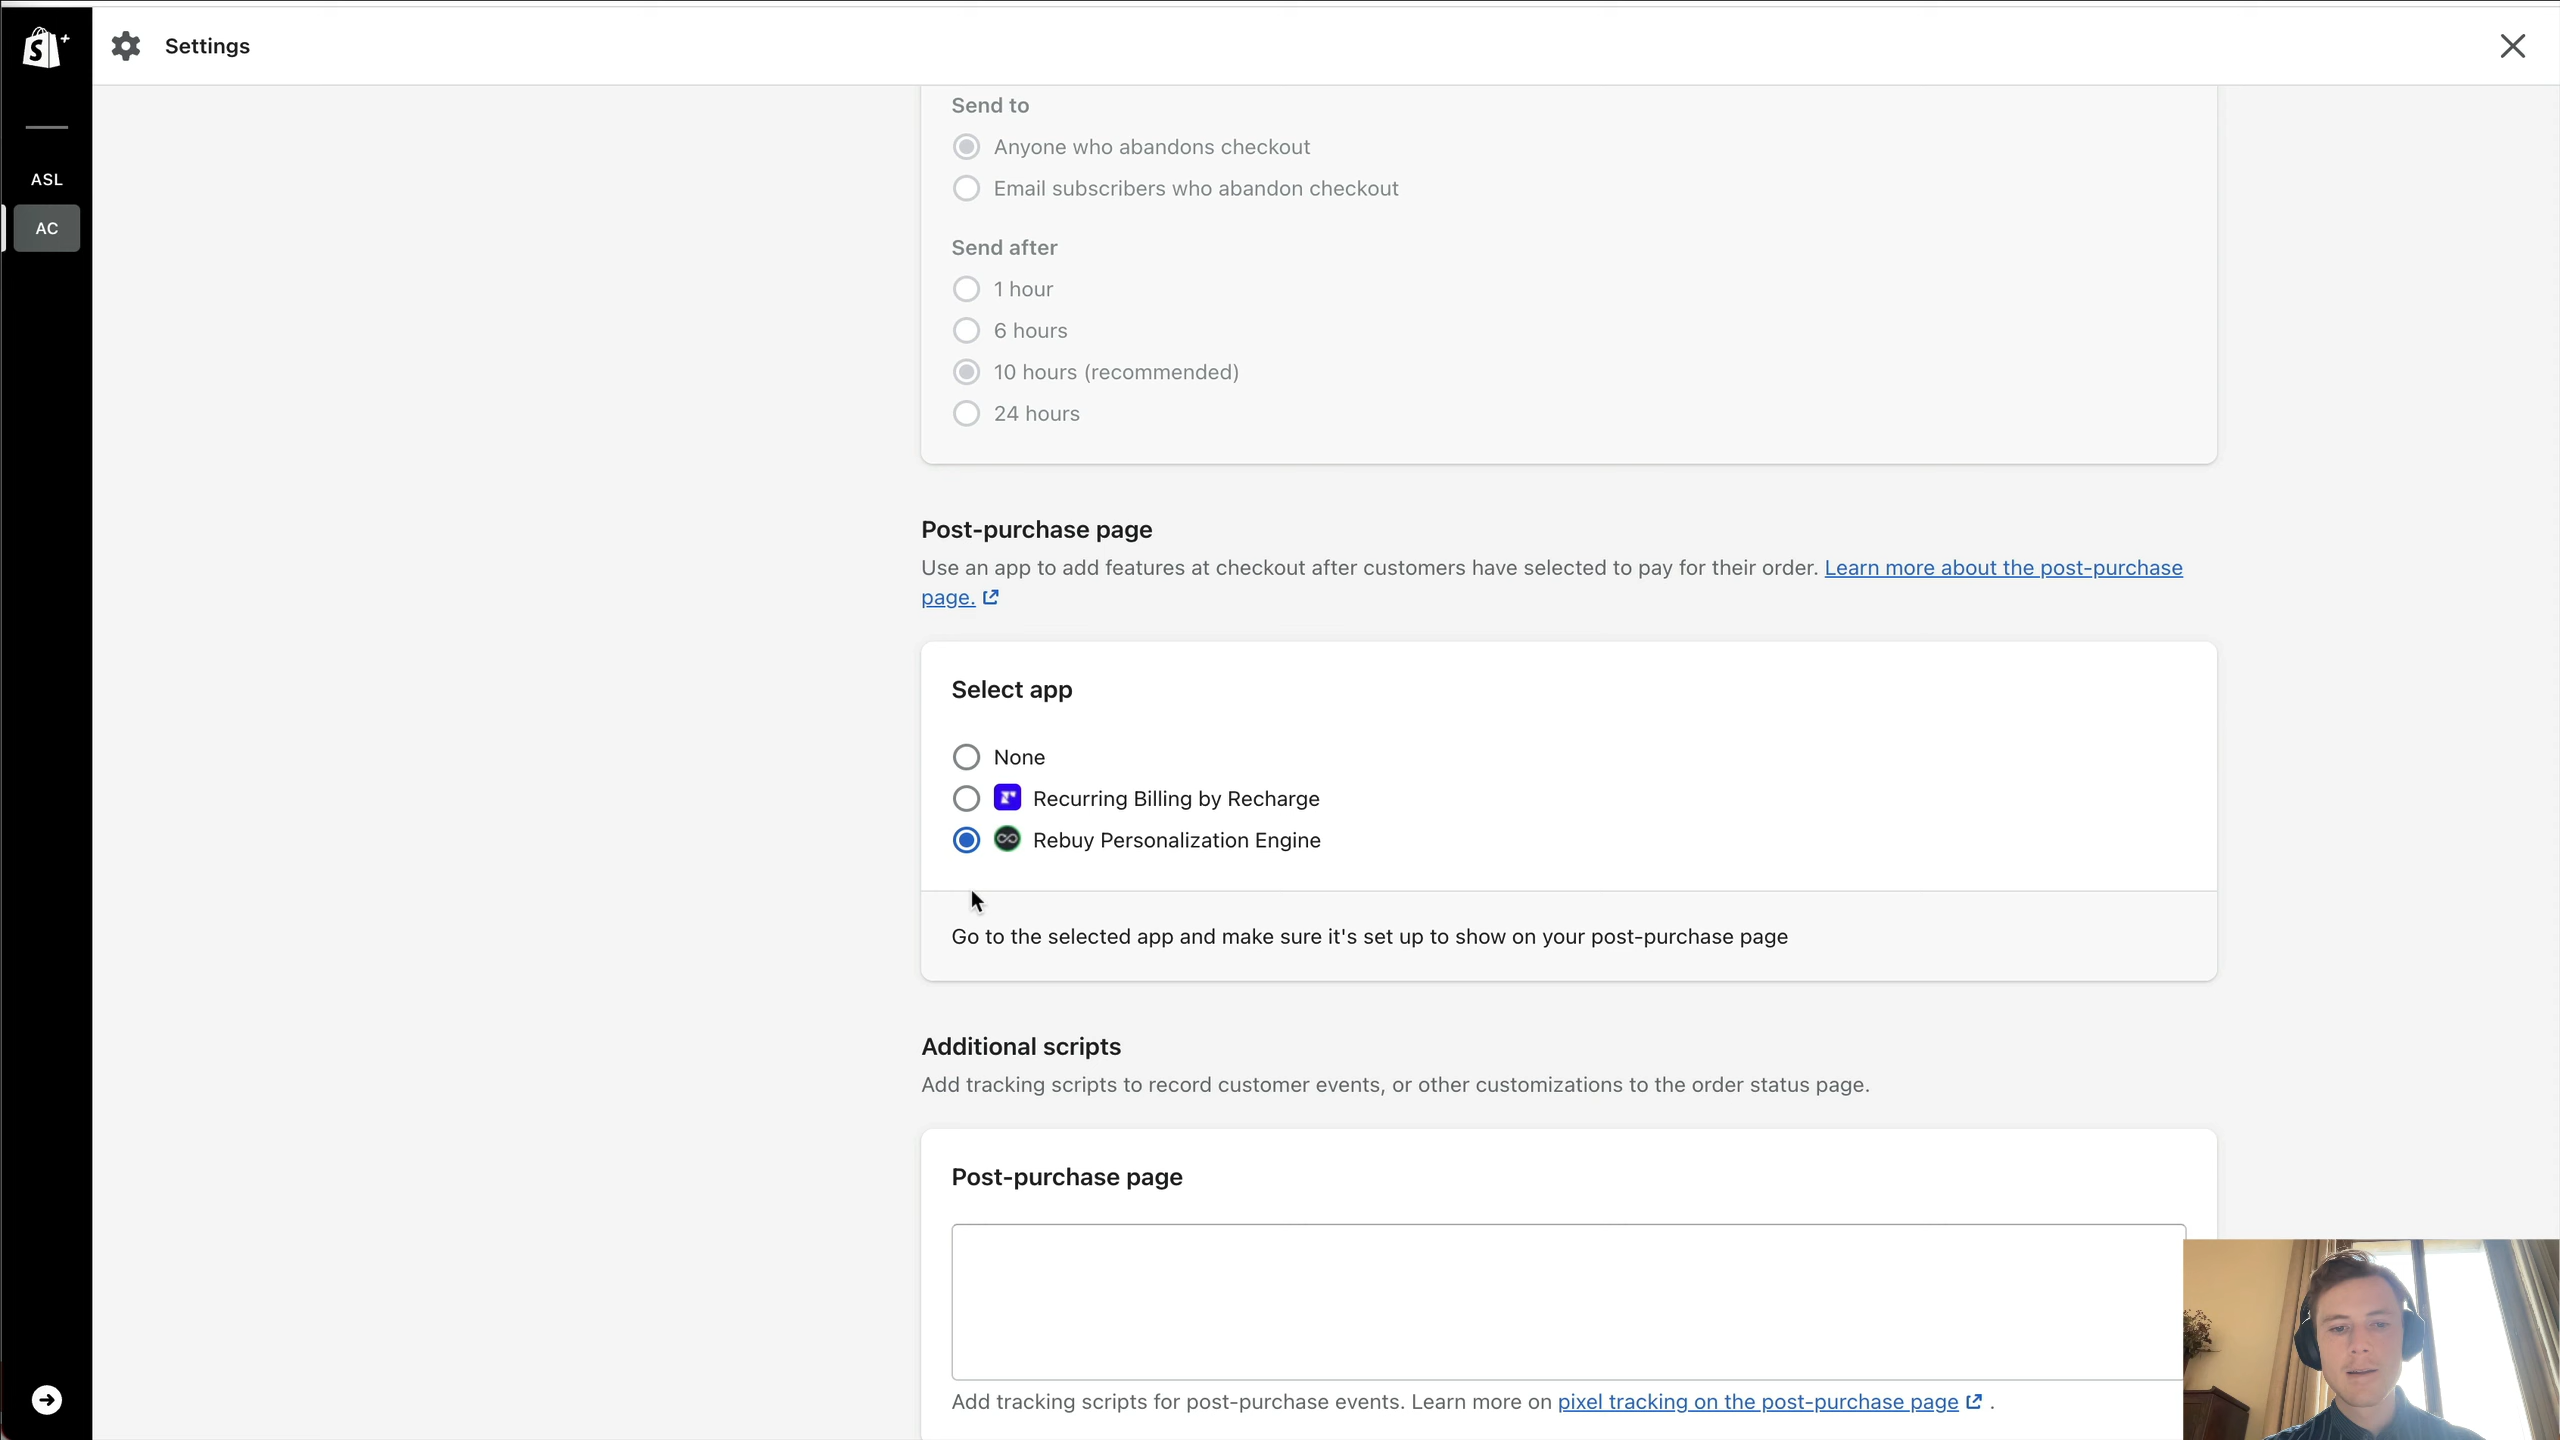 Settings
ASL
AC
Send to
Anyone who abandons checkout
Email subscribers who abandon checkout
Send after
1 hour
6 hours
10 hours (recommended)
24 hours
Post-purchase page
Use an app to add features at checkout after customers have selected to pay for their order. Learn more about the post-purchase
page.
Select app
None
Recurring Billing by Recharge
Rebuy Personalization Engine
Go to the selected app and make sure it's set up to show on your post-purchase page
Additional scripts
Add tracking scripts to record customer events, or other customizations to the order status page.
Post-purchase page
Add tracking scripts for post-purchase events. Learn more on pixel tracking on the post-purchase page .